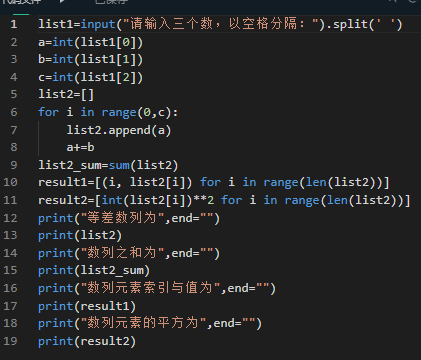 1 list1=input("请输入三个数，以空格分隔：").split(' ')
2 a=int(list1[0])
3 b=int(list1[1])
4 c=int(list1[2])
5 list2=[]
6 for i in range(0,c):
7     list2.append(a)
8     a+=b
9 list2_sum=sum(list2)
10 result1=[(i, list2[i]) for i in range(len(list2))]
11 result2=[int(list2[i])**2 for i in range(len(list2))]
12 print("等差数列为",end="")
13 print(list2)
14 print("数列之和为",end="")
15 print(list2_sum)
16 print("数列元素索引与值为",end="")
17 print(result1)
18 print("数列元素的平方为",end="")
19 print(result2)